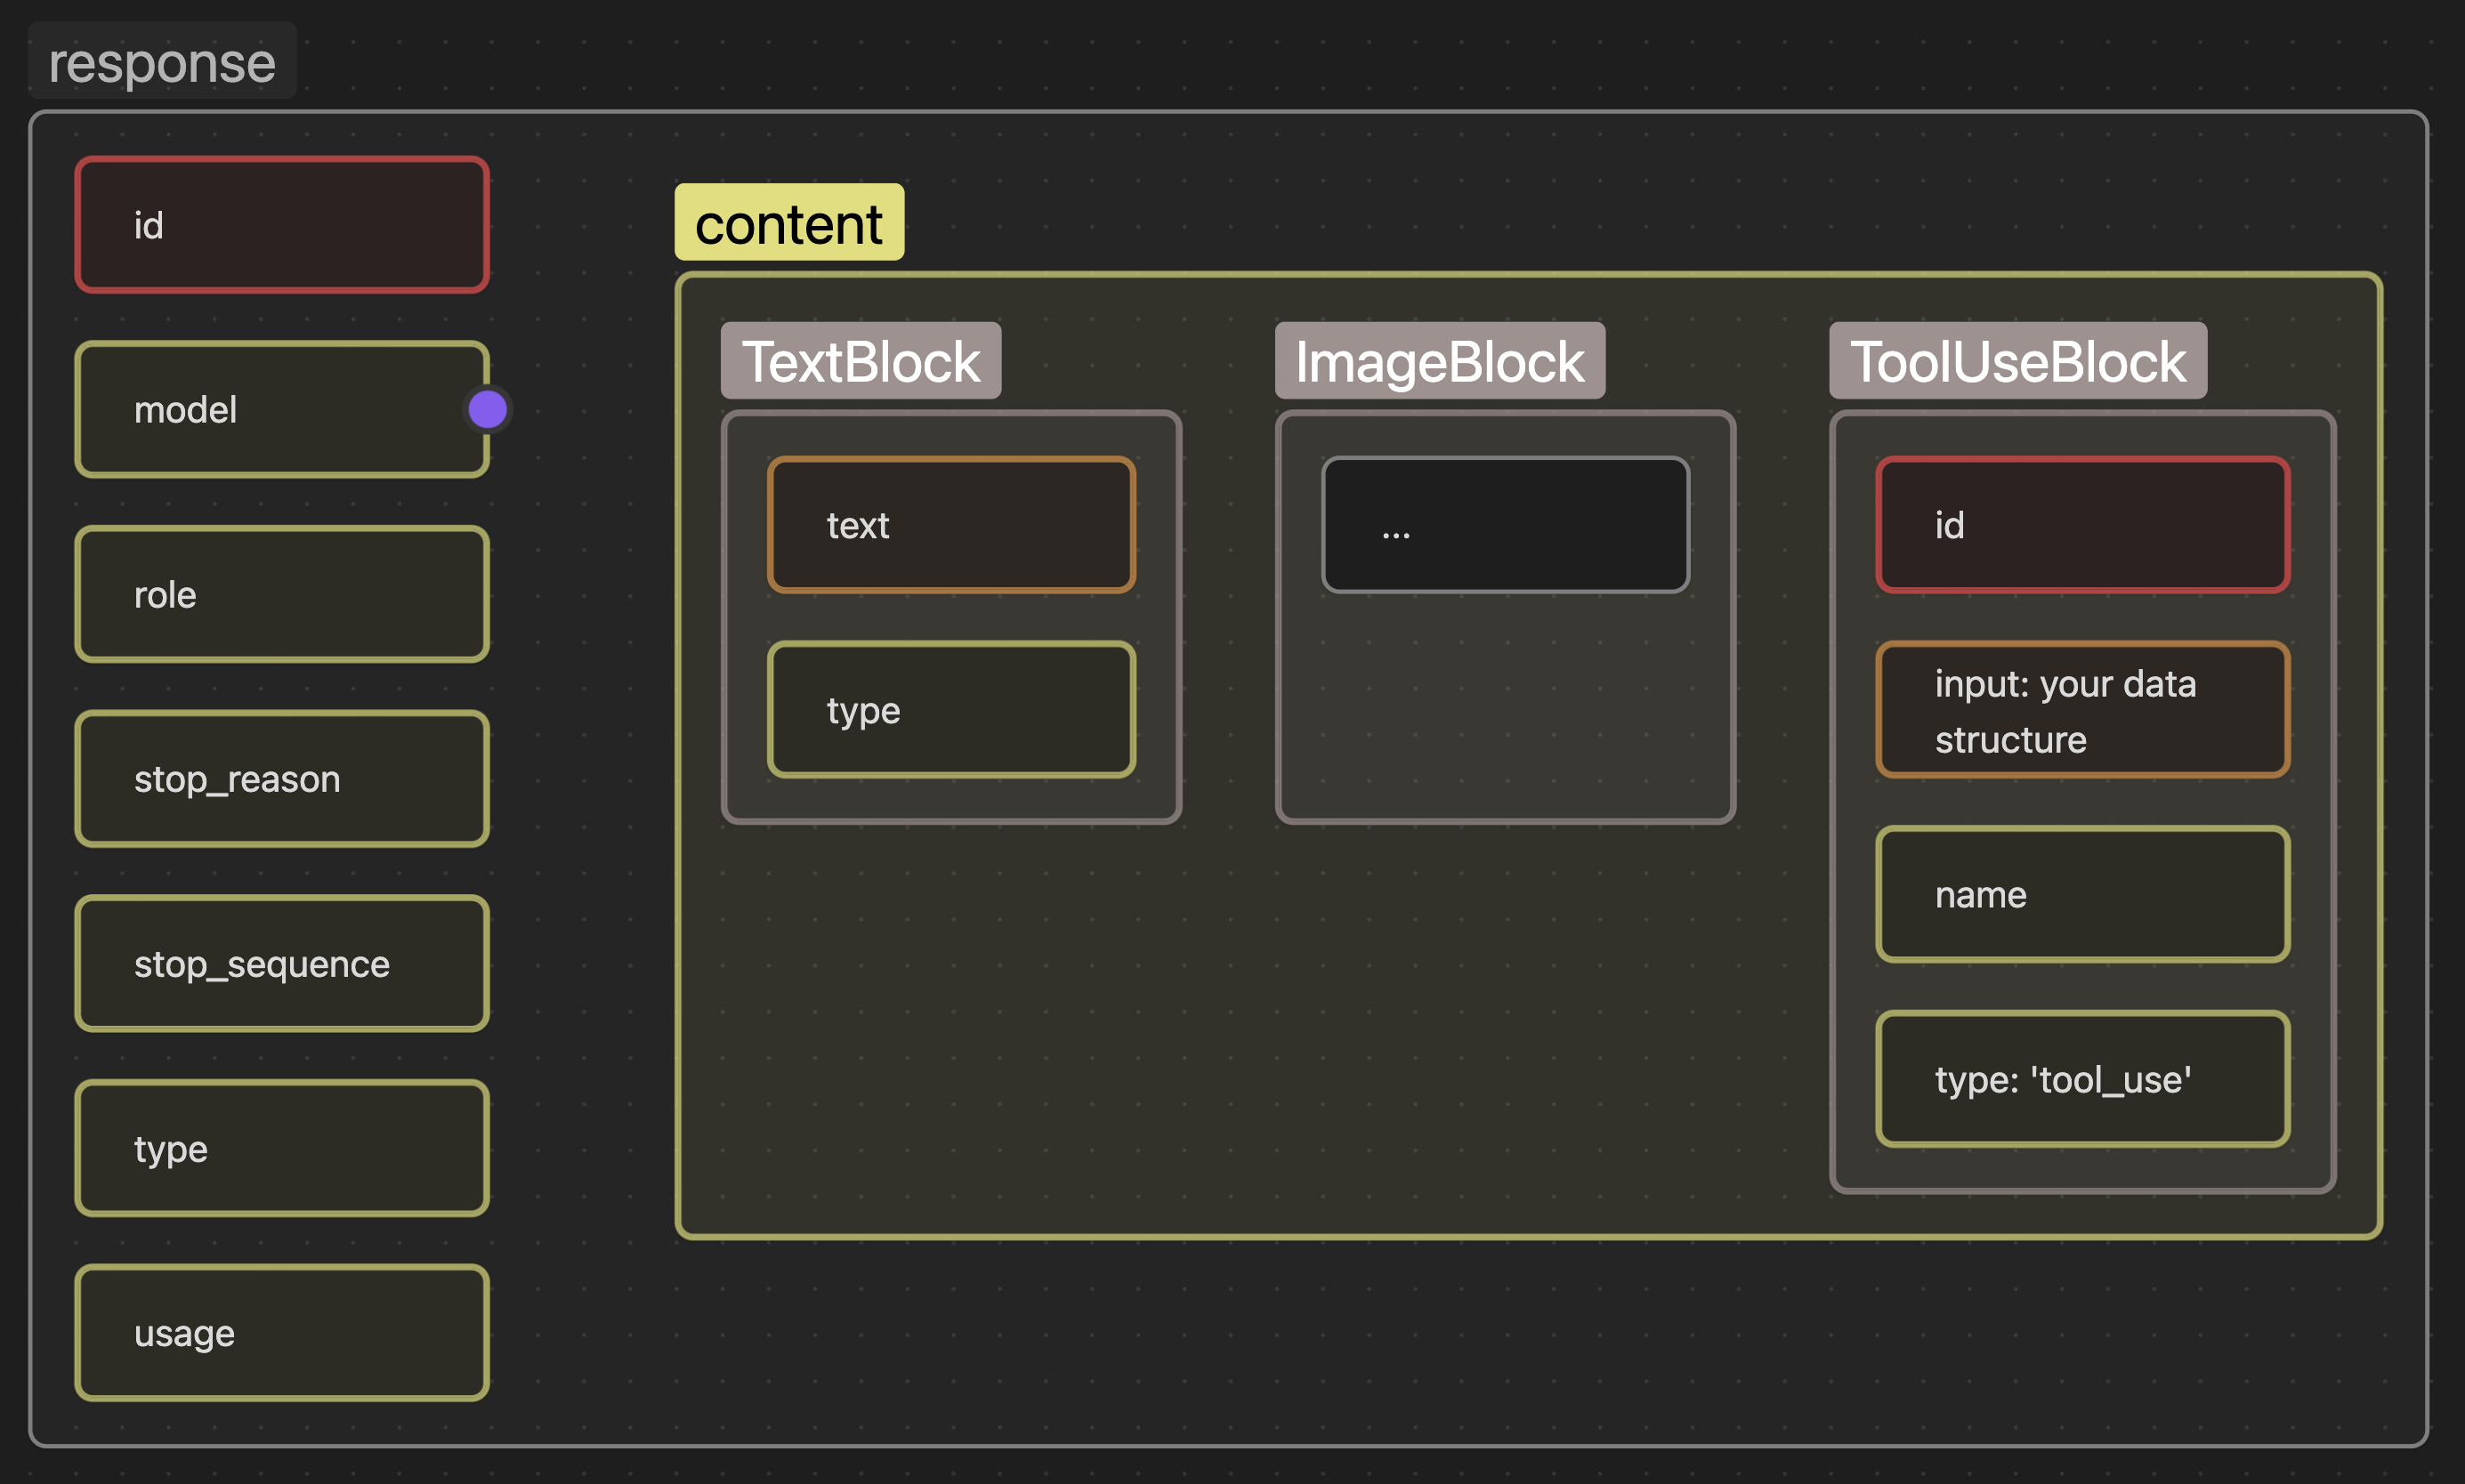 response
id
model
role
stop_reason
stop_sequence
type
usage
content
TextBlock
text
type
ImageBlock
...
ToolUseBlock
id
input: your data
structure
name
type: 'tool_use'